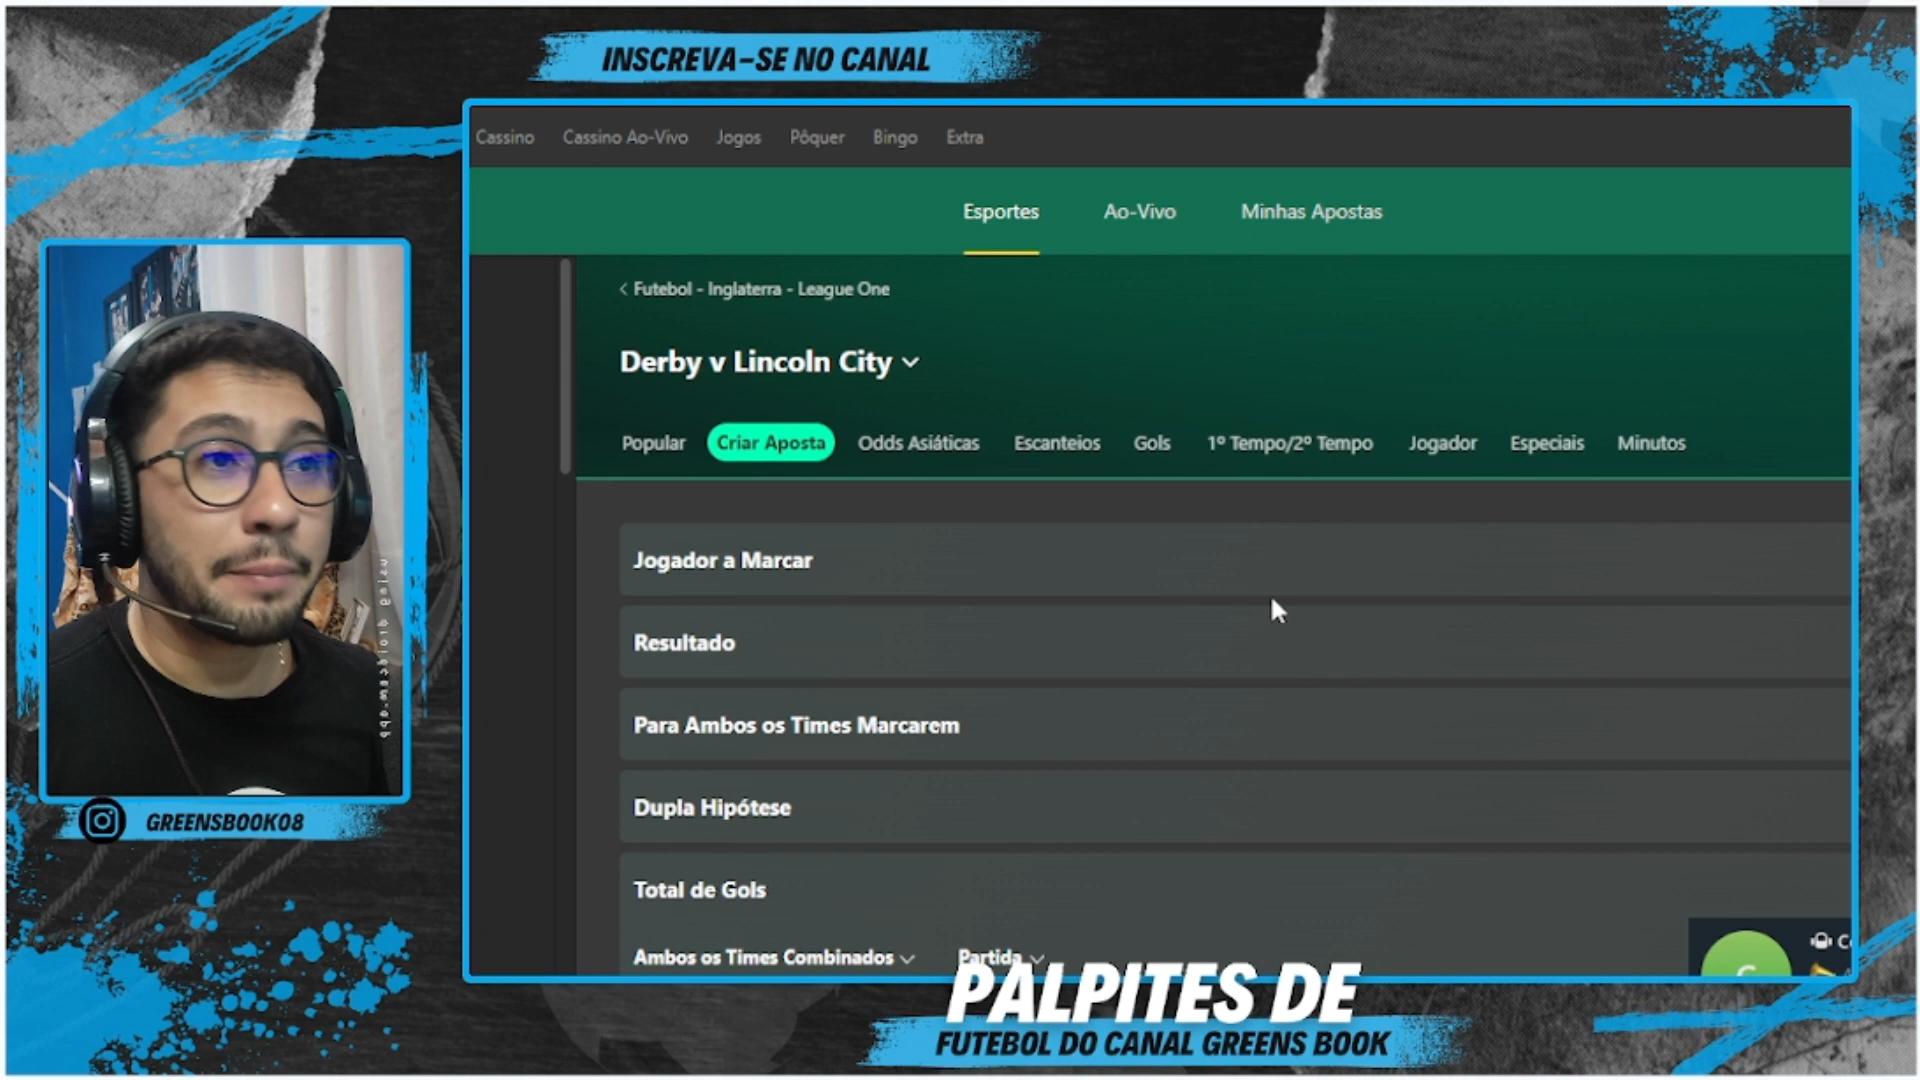 INSCREVA-SE NO CANAL
Cassino Cassino Ao-Vivo Jogos Pôquer Bingo Extra
Esportes Ao-Vivo Minhas Apostas
Futebol - Inglaterra - League One
Derby v Lincoln City
Popular Criar Aposta Odds Asiáticas Escanteios Gols 1º Tempo/2º Tempo Jogador Especiais Minutos
Jogador a Marcar
Resultado
Para Ambos os Times Marcarem
Dupla Hipótese
Total de Gols
Ambos os Times Combinados Partida
GREENSBOOK08
PALPITES DE
FUTEBOL DO CANAL GREENS BOOK